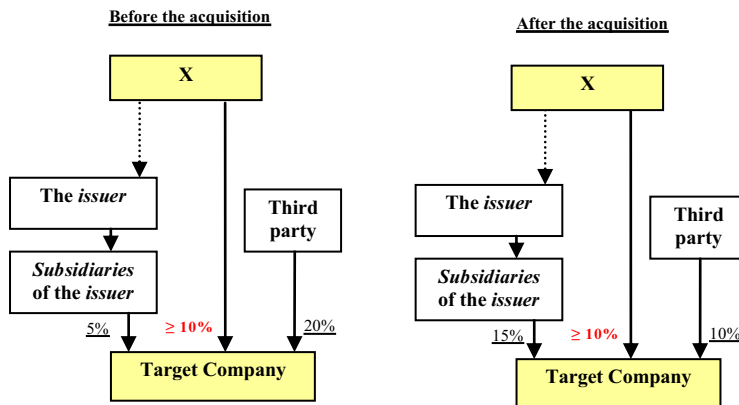 Before the acquisition
X
The issuer
Third
party
Subsidiaries
of the issuer
5%
≥ 10%
20%
Target Company
After the acquisition
X
The issuer
Third
party
Subsidiaries
of the issuer
15%
≥ 10%
10%
Target Company